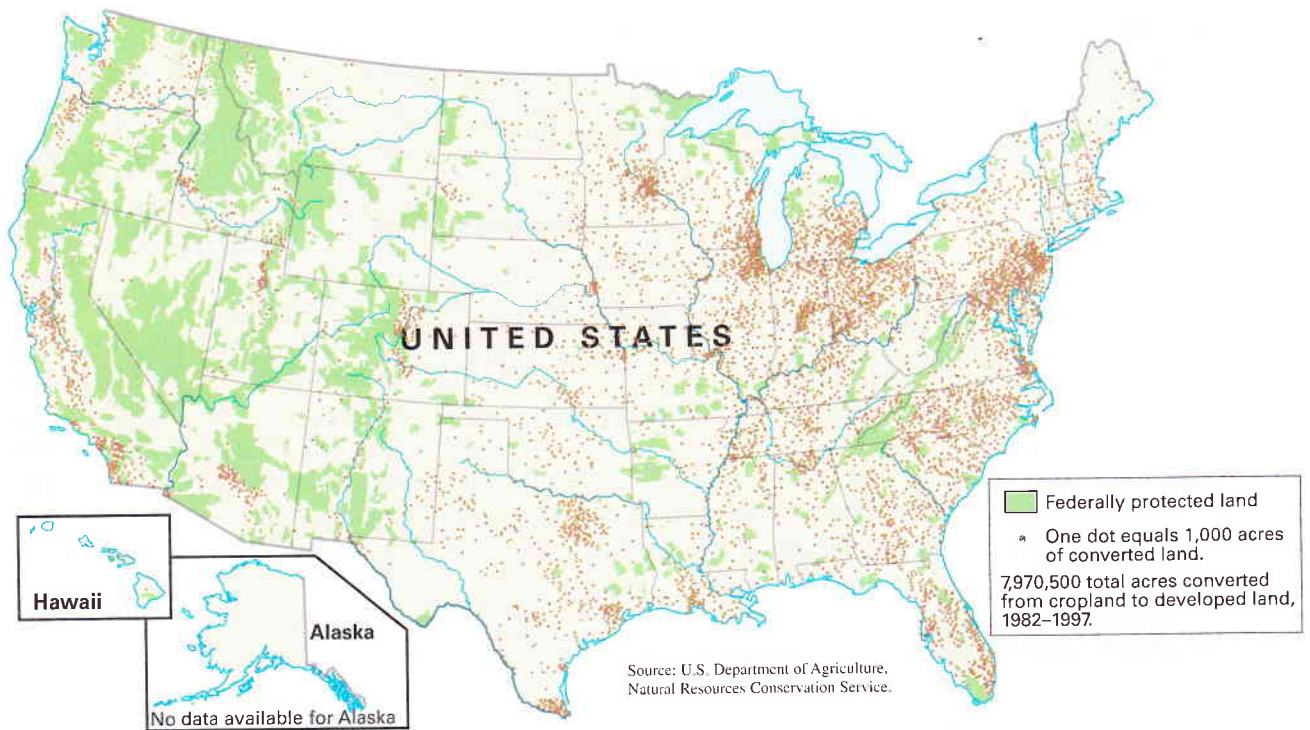 UNITED STATES
Federally protected land
One dot equals 1,000 acres
of converted land.
7,970,500 total acres converted
from cropland to developed land,
1982–1997.
Hawaii
Alaska
No data available for Alaska
Source: U.S. Department of Agriculture,
Natural Resources Conservation Service.